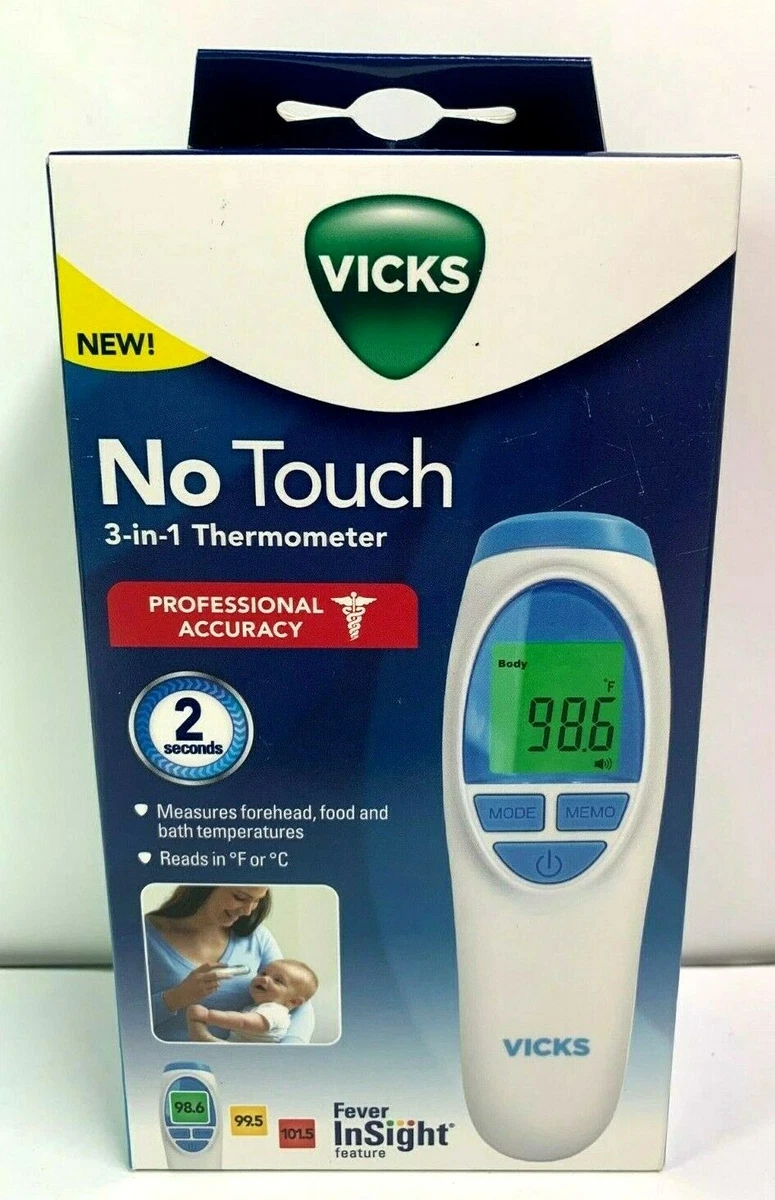 VICKS
NEW!
No Touch
3-in-1 Thermometer
PROFESSIONAL
ACCURACY
2
seconds
Measures forehead, food and
bath temperatures
Reads in °F or °C
Body
°F
98.6
MODE
MEMO
VICKS
98.6
99.5
101.5
Fever
InSight®
feature